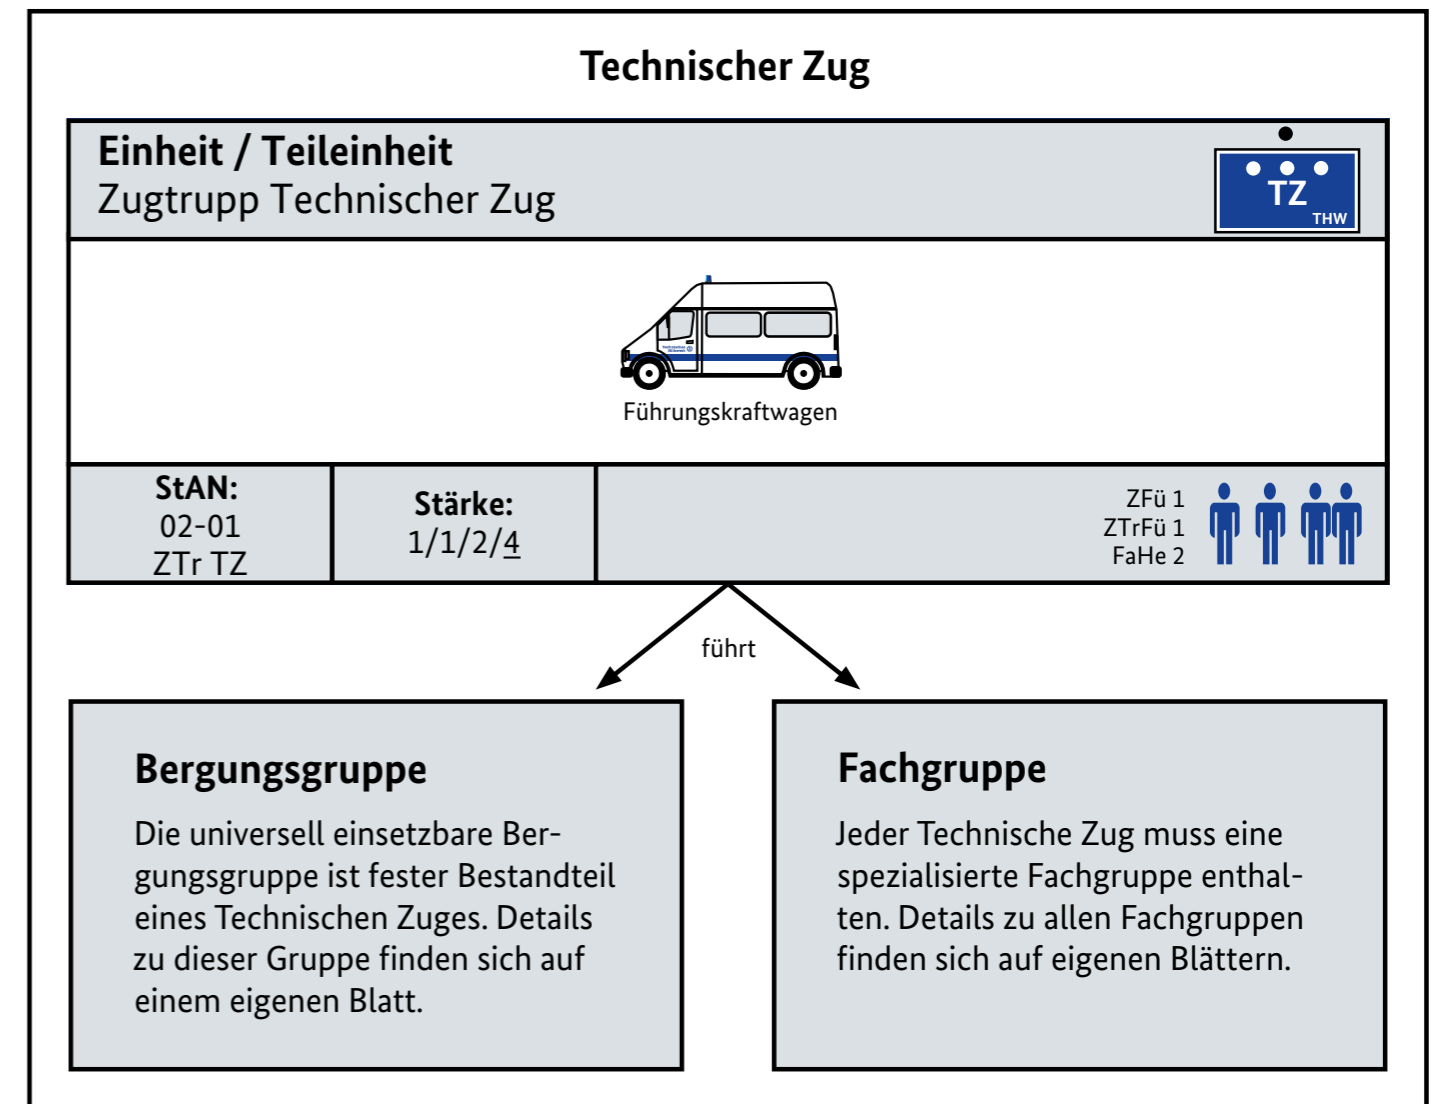 Technischer Zug
Einheit / Teileinheit
Zugtrupp Technischer Zug
TZ
THW
Technisches
Hilfswerk
Führungskraftwagen
StAN:
02-01
ZTr TZ
Stärke:
1/1/2/4
ZFü 1
ZTrFü 1
FaHe 2
führt
Bergungsgruppe
Die universell einsetzbare Ber-
gungsgruppe ist fester Bestandteil
eines Technischen Zuges. Details
zu dieser Gruppe finden sich auf
einem eigenen Blatt.
Fachgruppe
Jeder Technische Zug muss eine
spezialisierte Fachgruppe enthal-
ten. Details zu allen Fachgruppen
finden sich auf eigenen Blättern.